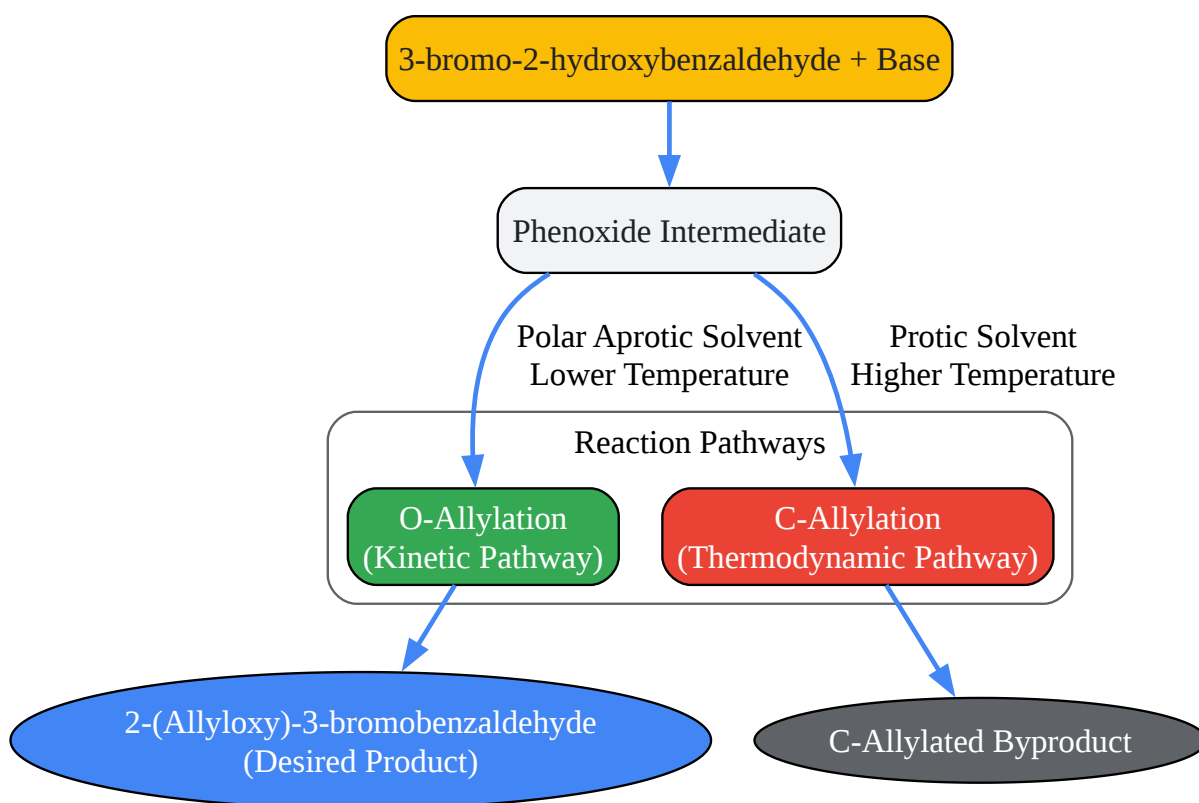 3-bromo-2-hydroxybenzaldehyde + Base
Phenoxide Intermediate
Polar Aprotic Solvent
Lower Temperature
Protic Solvent
Higher Temperature
Reaction Pathways
O-Allylation
(Kinetic Pathway)
C-Allylation
(Thermodynamic Pathway)
2-(Allyloxy)-3-bromobenzaldehyde
(Desired Product)
C-Allylated Byproduct